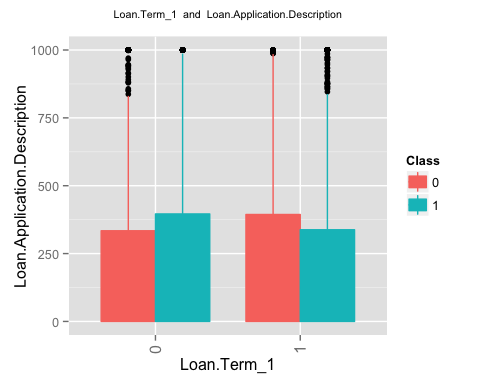 Loan.Term_1 and Loan.Application.Description
1000
750
500
250
0
Loan.Application.Description
0
1
Loan.Term_1
Class
0
1